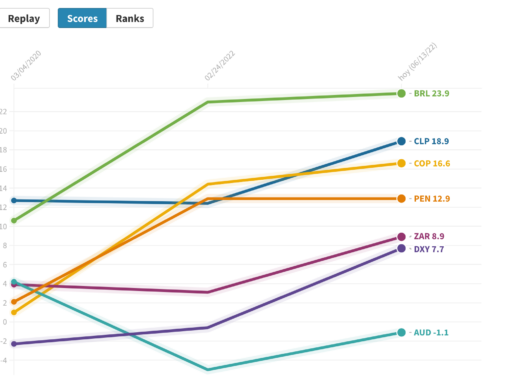 Replay Scores Ranks
03/04/2020
02/24/2022
hoy (06/13/22)
22
20
18
16
14
12
10
8
6
2
0
-2
-4
BRL 23.9
CLP 18.9
COP 16.6
PEN 12.9
ZAR 8.9
DXY 7.7
AUD -1.1